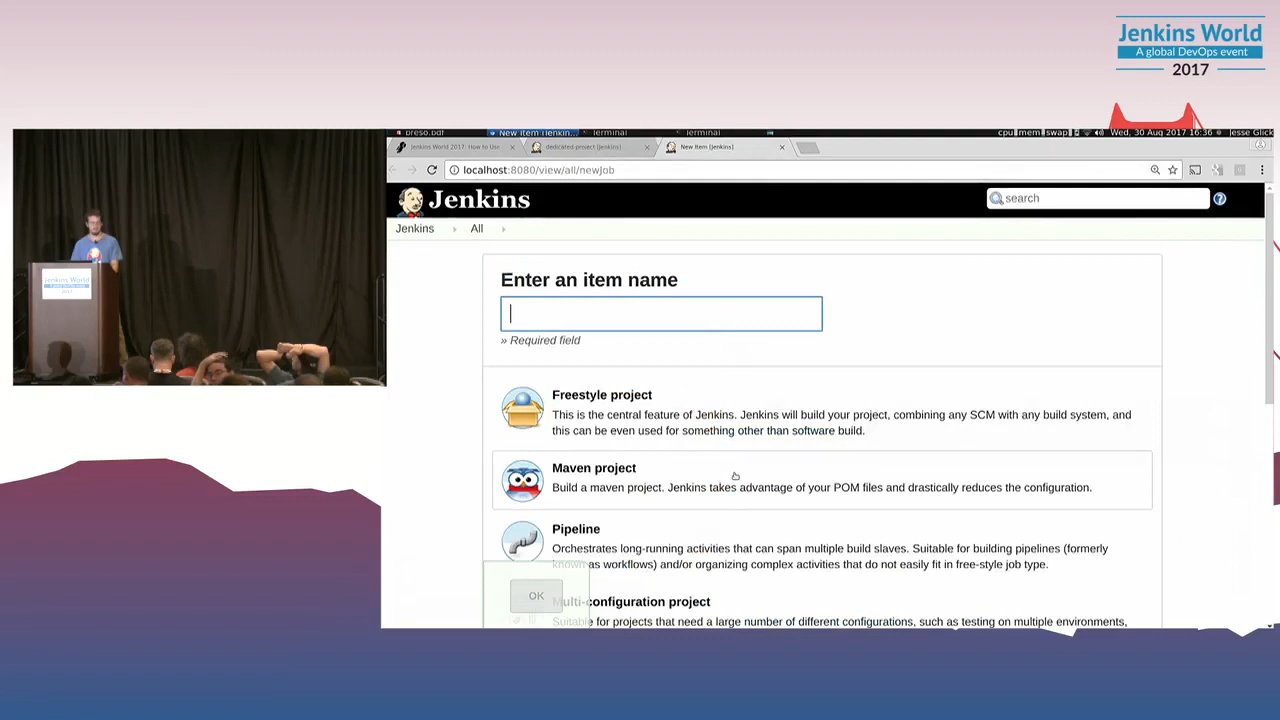 Jenkins World
A global DevOps event
2017
preso.pdf
New Item [Jenkin...
Terminal
Terminal
cpu mem swap
Wed, 30 Aug 2017 16:36
Jesse Glick
Jenkins World 2017: How to Use
dedicated-project [Jenkins]
New Item [Jenkins]
localhost:8080/view/all/newJob
Jenkins
search
Jenkins
All
Enter an item name
» Required field
Freestyle project
This is the central feature of Jenkins. Jenkins will build your project, combining any SCM with any build system, and
this can be even used for something other than software build.
Maven project
Build a maven project. Jenkins takes advantage of your POM files and drastically reduces the configuration.
Pipeline
Orchestrates long-running activities that can span multiple build slaves. Suitable for building pipelines (formerly
known as workflows) and/or organizing complex activities that do not easily fit in free-style job type.
OK
Multi-configuration project
Suitable for projects that need a large number of different configurations, such as testing on multiple environments,
Jenkins World
2017